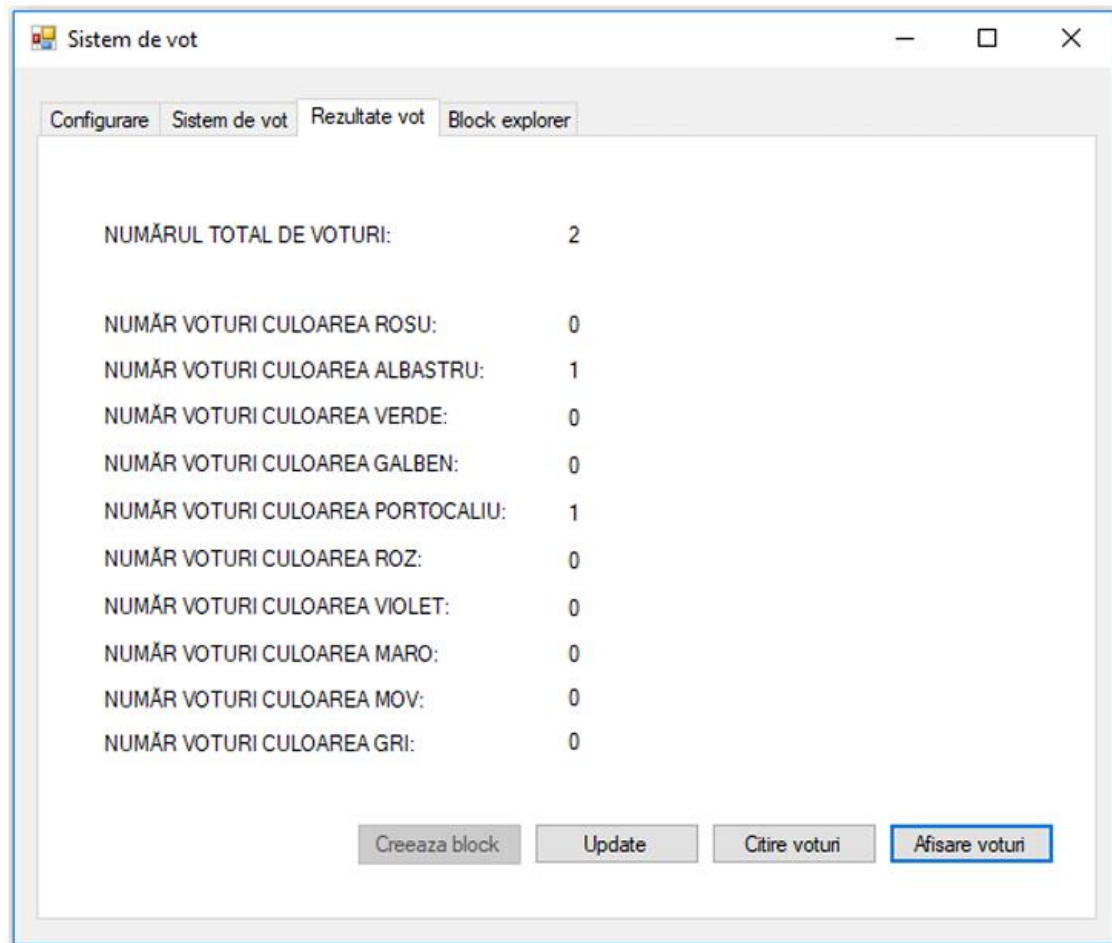 Sistem de vot
Configurare Sistem de vot Rezultate vot Block explorer
NUMĂRUL TOTAL DE VOTURI: 2
NUMĂR VOTURI CULOAREA ROSU: 0
NUMĂR VOTURI CULOAREA ALBASTRU: 1
NUMĂR VOTURI CULOAREA VERDE: 0
NUMĂR VOTURI CULOAREA GALBEN: 0
NUMĂR VOTURI CULOAREA PORTOCALIU: 1
NUMĂR VOTURI CULOAREA ROZ: 0
NUMĂR VOTURI CULOAREA VIOLET: 0
NUMĂR VOTURI CULOAREA MARO: 0
NUMĂR VOTURI CULOAREA MOV: 0
NUMĂR VOTURI CULOAREA GRI: 0
Creeaza block Update Citire voturi Afisare voturi